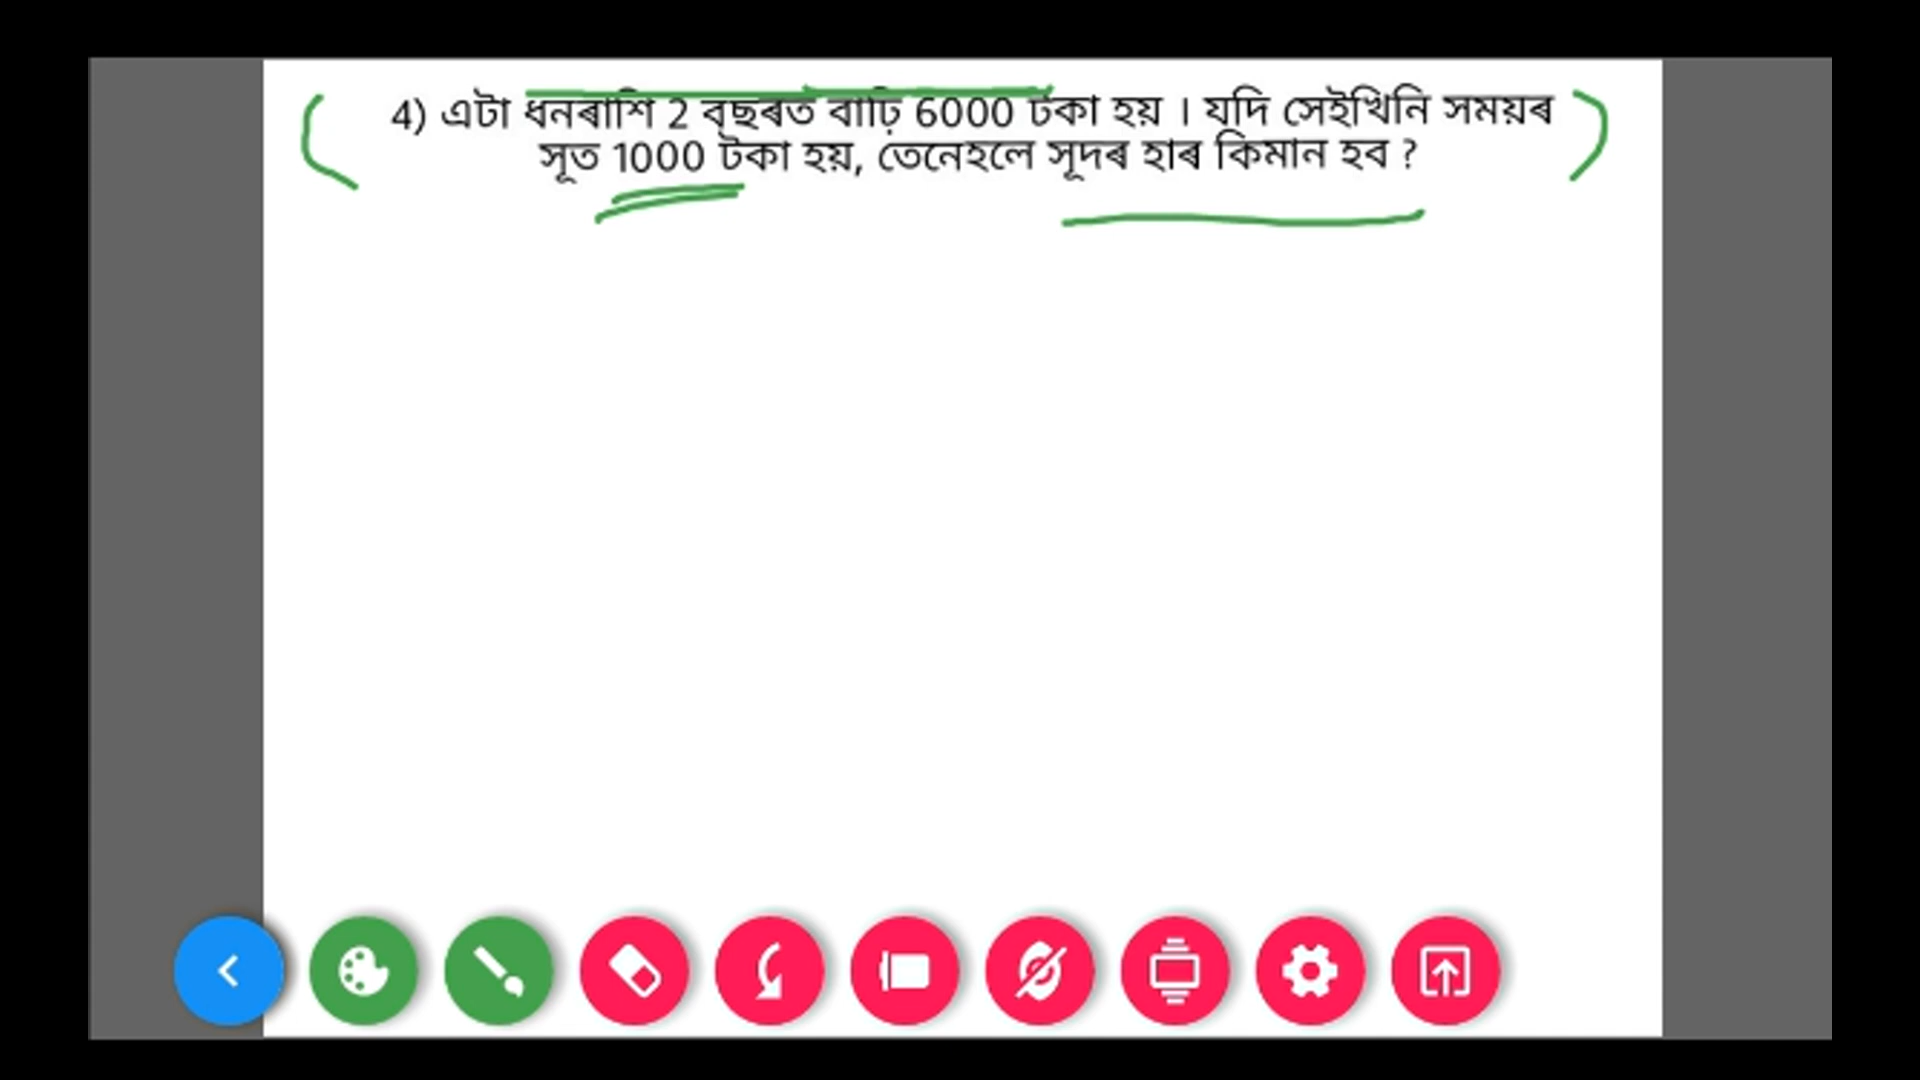 4) এটা ধনৰাশি 2 বছৰত বাঢ়ি 6000 টকা হয় । যদি সেইখিনি সময়ৰ
সূত 1000 টকা হয়, তেনেহলে সূদৰ হাৰ কিমান হব ?